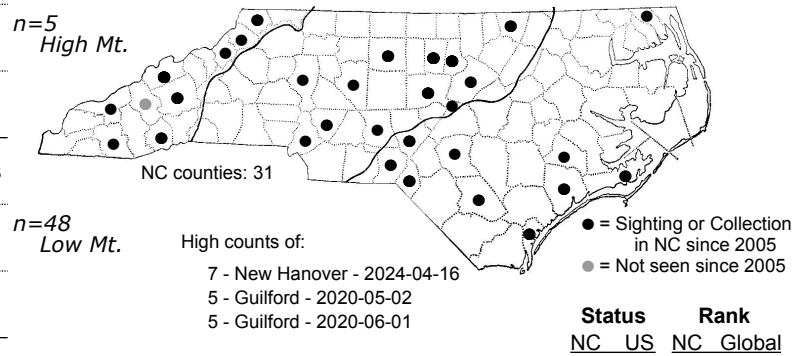 n=5
High Mt.
NC counties: 31
n=48
Low Mt.
High counts of:
7 - New Hanover - 2024-04-16
5 - Guilford - 2020-05-02
5 - Guilford - 2020-06-01
= Sighting or Collection
in NC since 2005
= Not seen since 2005
Status Rank
NC US NC Global